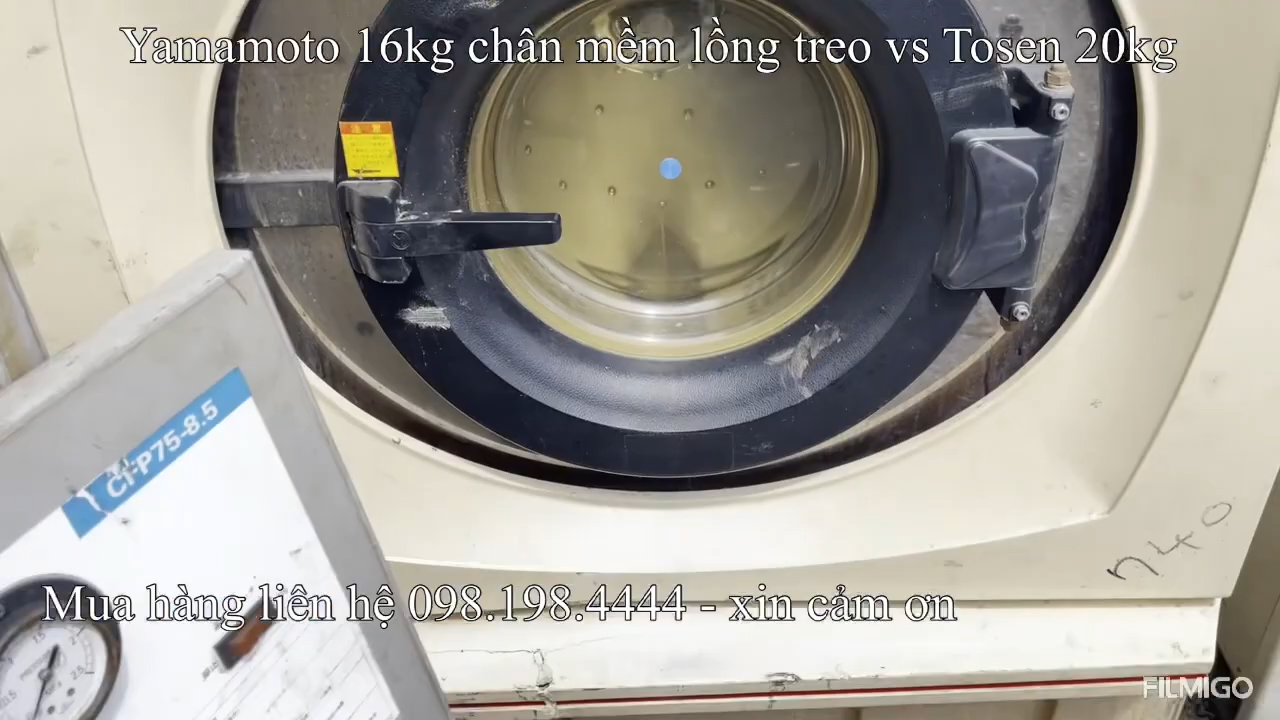 Yamamoto 16kg chân mềm lồng treo vs Tosen 20kg
CI-P75-8.5
740
Mua hàng liên hệ 098.198.4444 - xin cảm ơn
FILMIGO